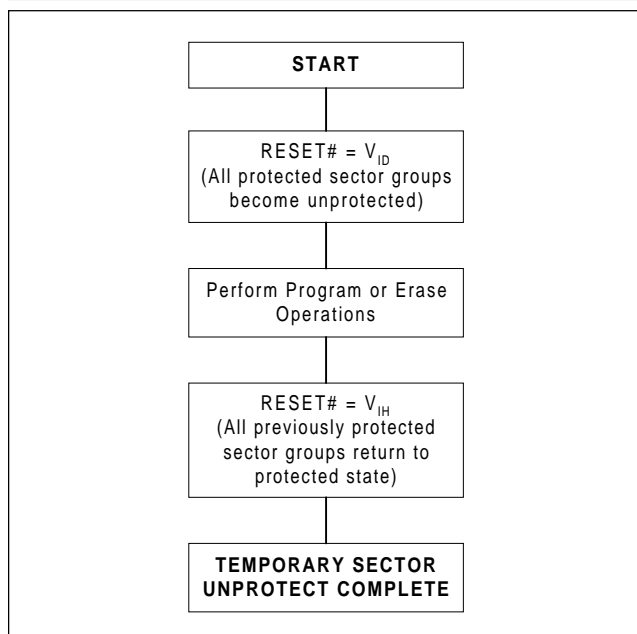 START
RESET# = V_ID
(All protected sector groups
become unprotected)
Perform Program or Erase
Operations
RESET# = V_IH
(All previously protected
sector groups return to
protected state)
TEMPORARY SECTOR
UNPROTECT COMPLETE